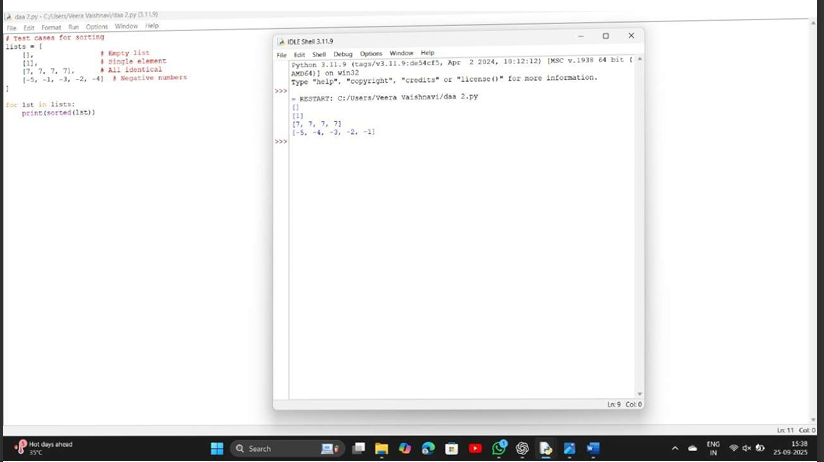 daa 2.py - C:/Users/Veera Vaishnavi/daa 2.py (3.11.9)
File Edit Format Run Options Window Help
# Test cases for sorting
lists = [
[], # Empty list
[1], # Single element
[7, 7, 7, 7], # All identical
[-5, -1, -3, -2, -4] # Negative numbers
]
for lst in lists:
print(sorted(lst))
IDLE Shell 3.11.9
File Edit Shell Debug Options Window Help
Python 3.11.9 (tags/v3.11.9:de54cf5, Apr 2 2024, 10:12:12) [MSC v.1938 64 bit (
AMD64)] on win32
Type "help", "copyright", "credits" or "license()" for more information.
>>>
= RESTART: C:/Users/Veera Vaishnavi/daa 2.py
[]
[1]
[7, 7, 7, 7]
[-5, -4, -3, -2, -1]
>>>
Ln: 9 Col: 0
Ln: 11 Col: 0
Hot days ahead
35°C
Search
ENG
IN
15:38
25-09-2025